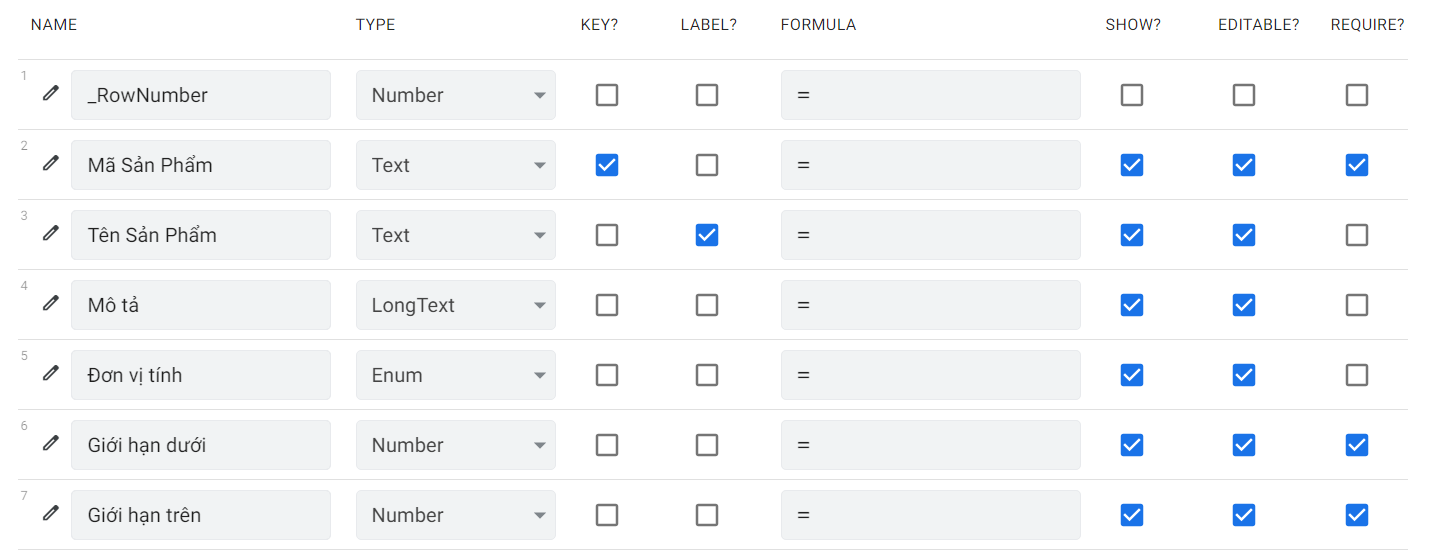 NAME TYPE KEY? LABEL? FORMULA SHOW? EDITABLE? REQUIRE?
1 _RowNumber Number =
2 Mã Sản Phẩm Text =
3 Tên Sản Phẩm Text =
4 Mô tả LongText =
5 Đơn vị tính Enum =
6 Giới hạn dưới Number =
7 Giới hạn trên Number =